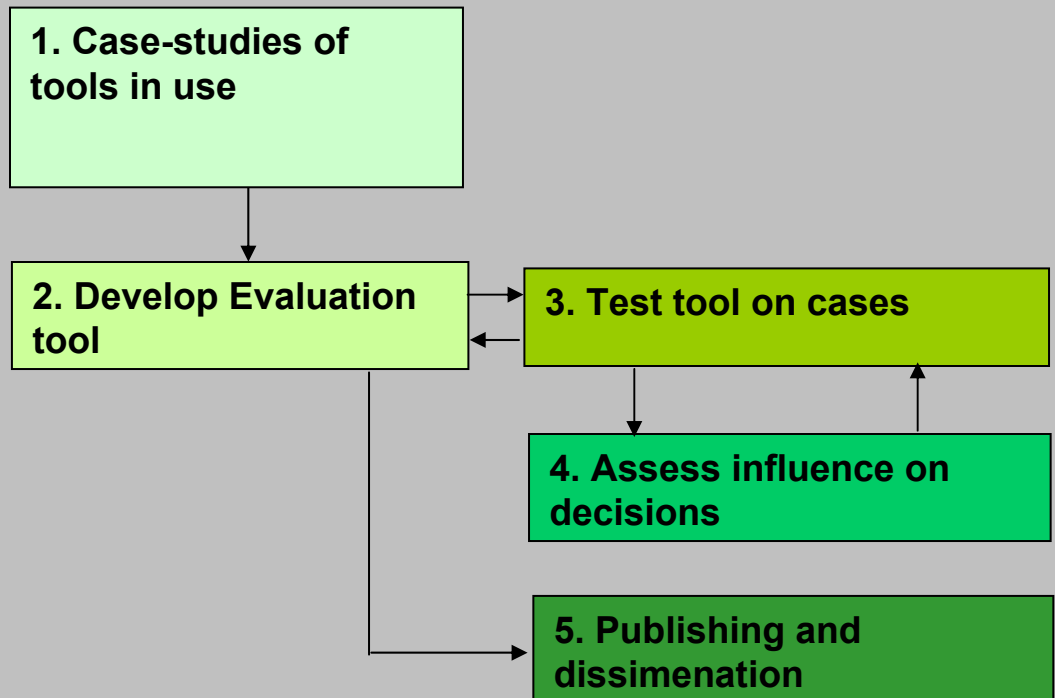 1. Case-studies of
tools in use
2. Develop Evaluation
tool
3. Test tool on cases
4. Assess influence on
decisions
5. Publishing and
dissimenation